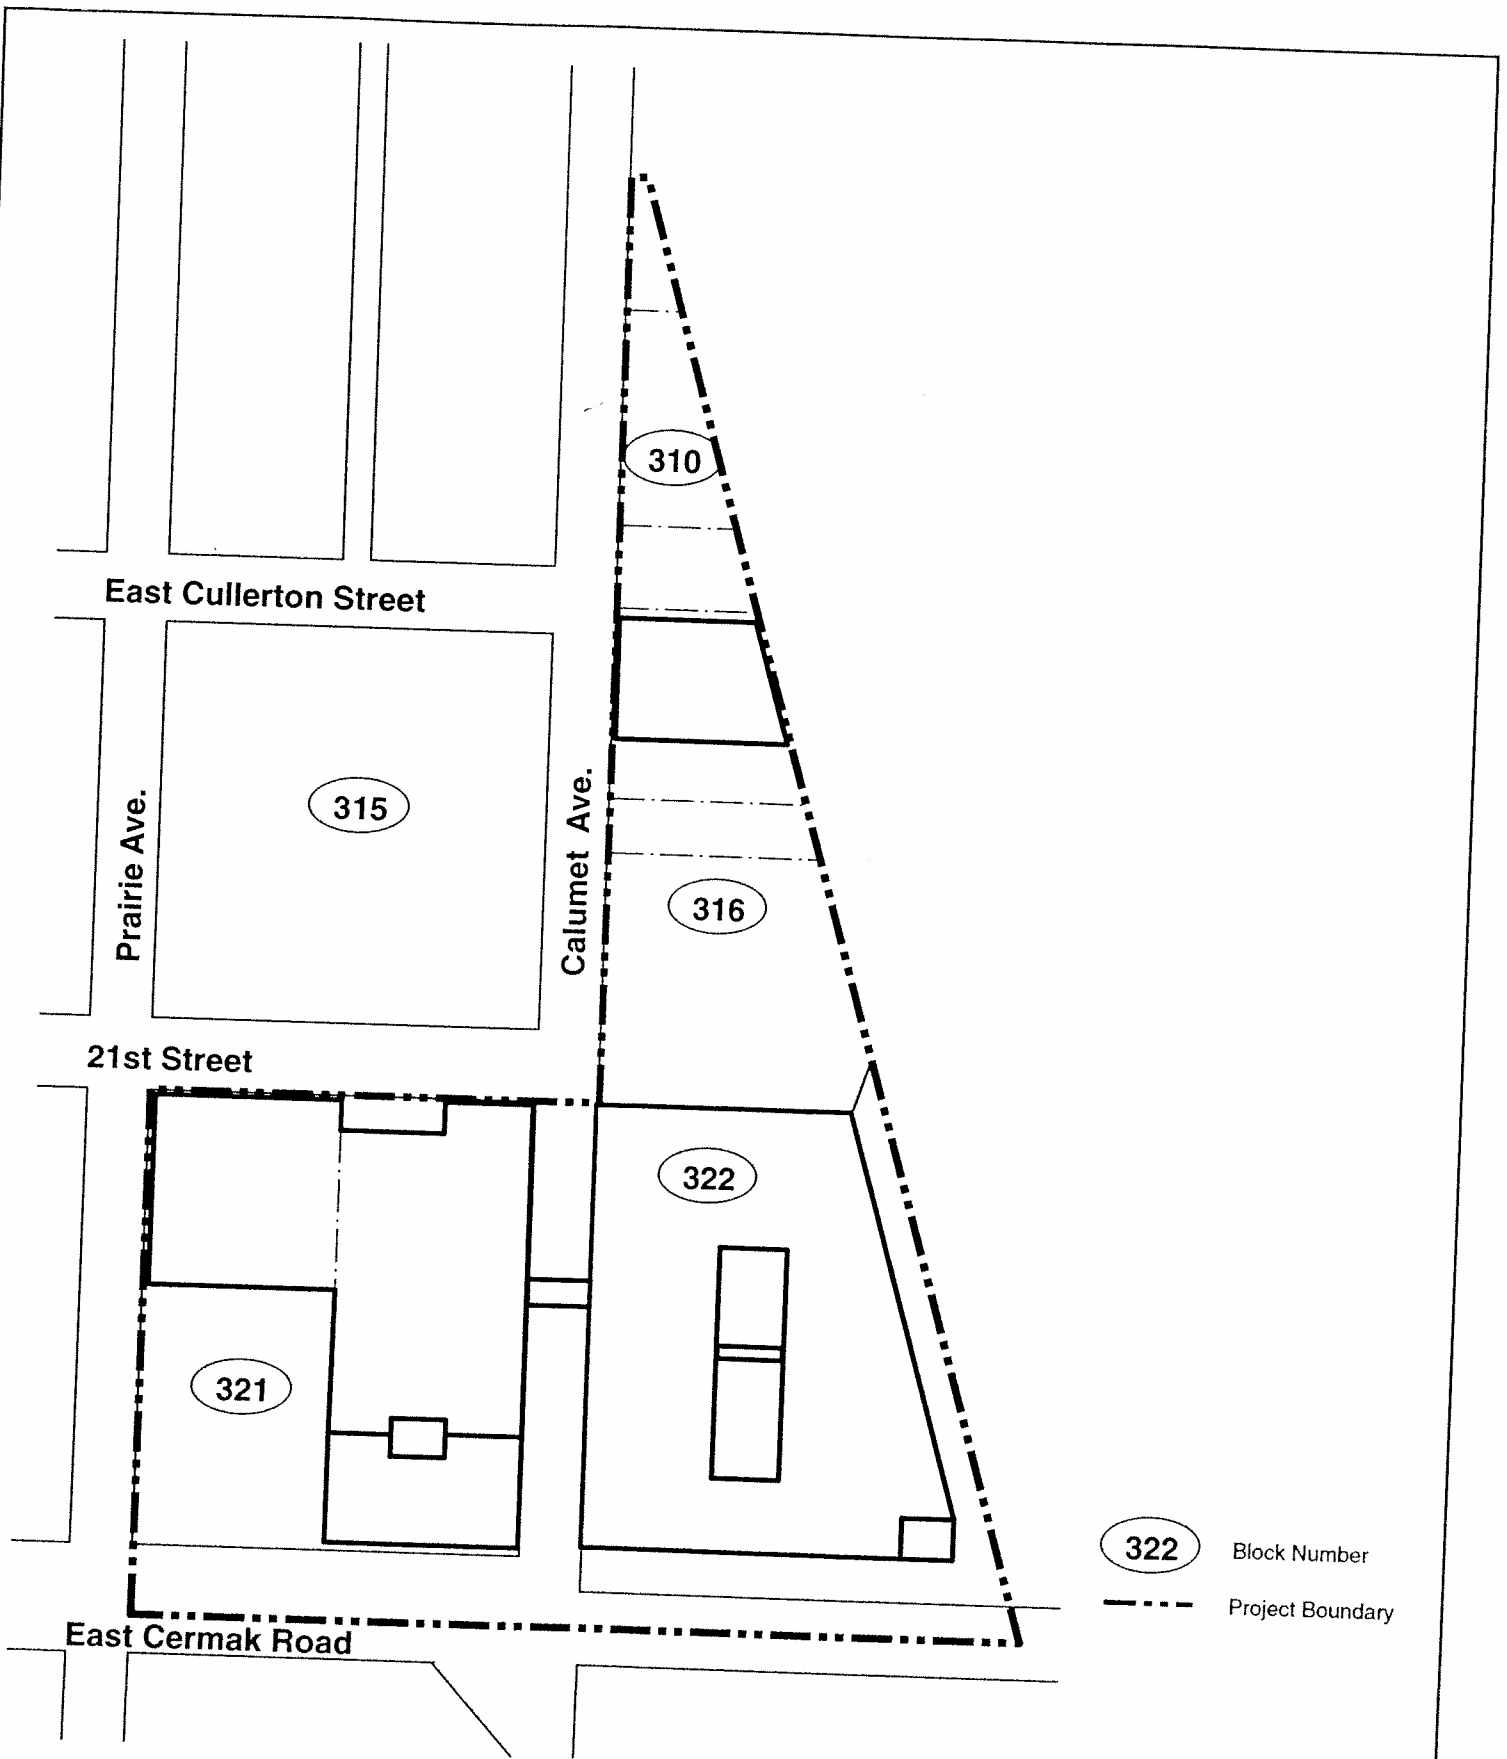 310
East Cullerton Street
315
Prairie Ave.
Calumet Ave.
316
21st Street
322
321
322 Block Number
Project Boundary
East Cermak Road